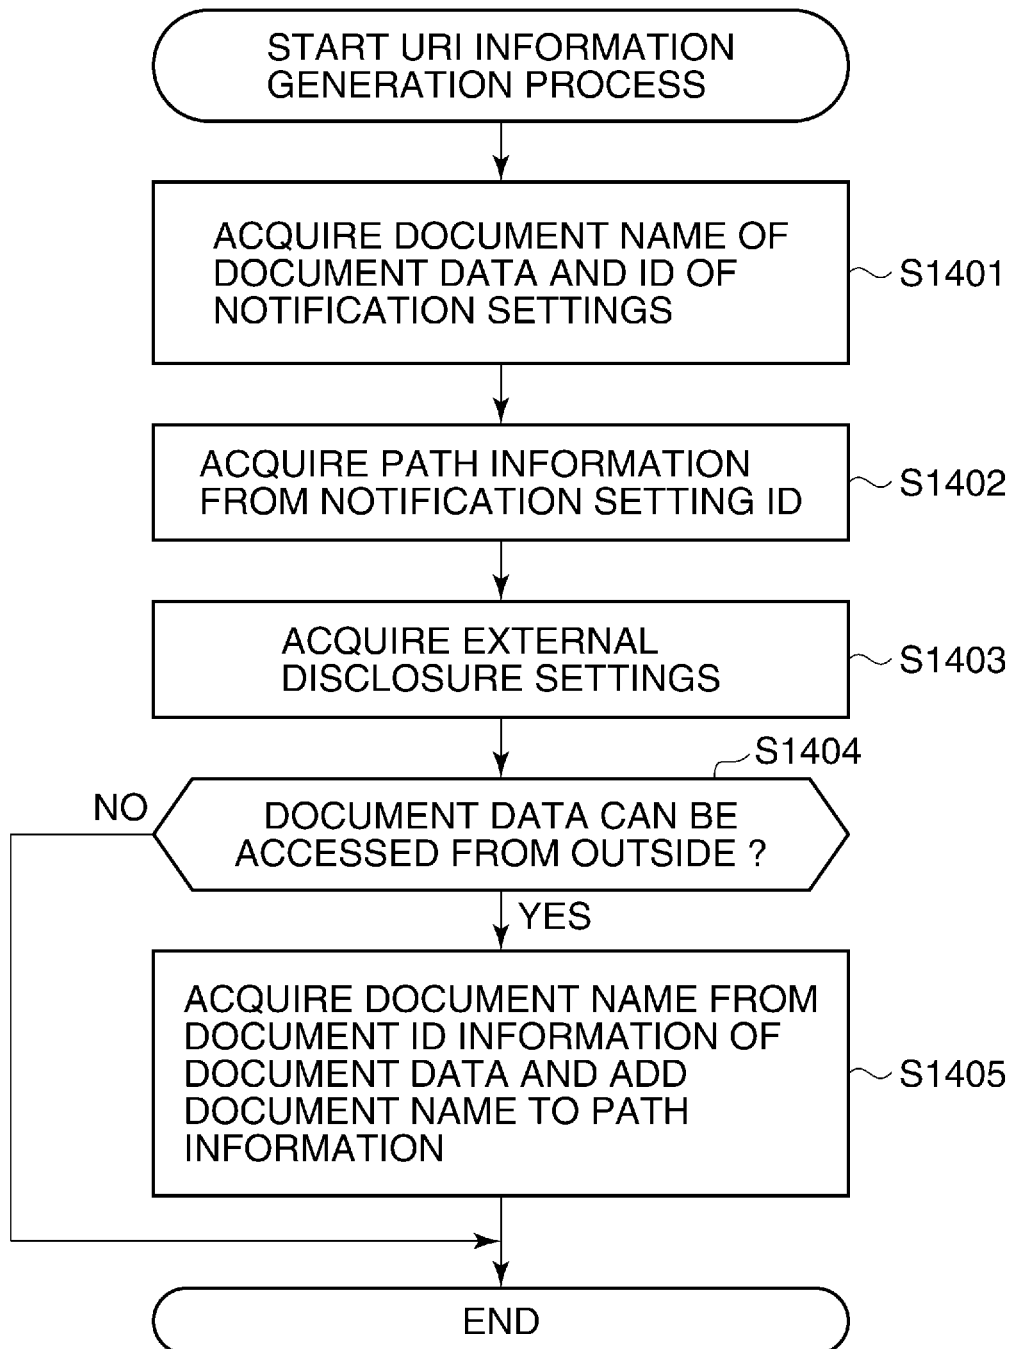 START URI INFORMATION
GENERATION PROCESS
ACQUIRE DOCUMENT NAME OF
DOCUMENT DATA AND ID OF
NOTIFICATION SETTINGS
S1401
ACQUIRE PATH INFORMATION
FROM NOTIFICATION SETTING ID
S1402
ACQUIRE EXTERNAL
DISCLOSURE SETTINGS
S1403
S1404
NO
DOCUMENT DATA CAN BE
ACCESSED FROM OUTSIDE ?
YES
ACQUIRE DOCUMENT NAME FROM
DOCUMENT ID INFORMATION OF
DOCUMENT DATA AND ADD
DOCUMENT NAME TO PATH
INFORMATION
S1405
END